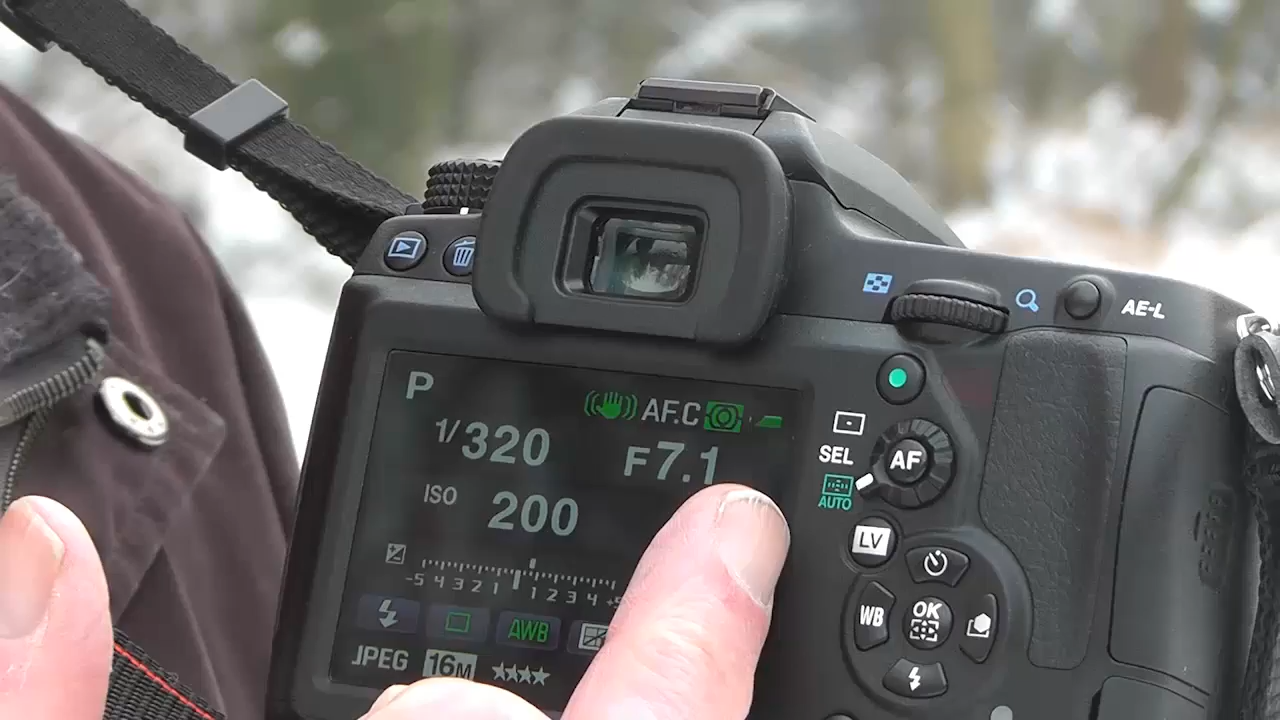 AE-L
P
AF.C
1/320
F7.1
SEL
AF
AUTO
ISO 200
LV
-5 4 3 2 1 1 2 3 4 +5
WB
OK
AWB
JPEG 16M ★★★★